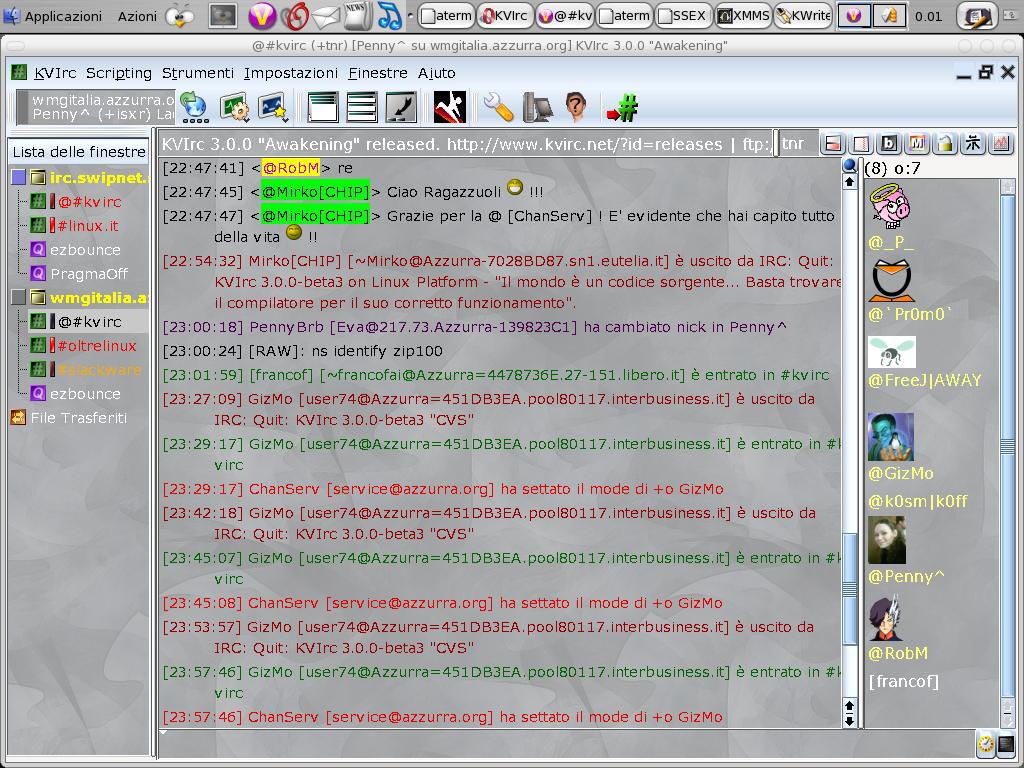 Applicazioni Azioni NEWS aterm KVIrc @#kv aterm SSEX XMMS KWrite 0.01
@#kvirc (+tnr) [Penny^ su wmgitalia.azzurra.org] KVIrc 3.0.0 "Awakening"
KVIrc Scripting Strumenti Impostazioni Finestre Aiuto
wmgitalia.azzurra.o
Penny^ (+isxr) La
Lista delle finestre
irc.swipnet.
@#kvirc
#linux.it
ezbounce
PragmaOff
wmgitalia.a
@#kvirc
#oltrelinux
#slackware
ezbounce
File Trasferiti
KVIrc 3.0.0 "Awakening" released. http://www.kvirc.net/?id=releases | ftp: tnr
[22:47:41] <@RobM> re
[22:47:45] <@Mirko[CHIP]> Ciao Ragazzuoli !!!
[22:47:47] <@Mirko[CHIP]> Grazie per la @ [ChanServ] ! E' evidente che hai capito tutto
della vita !!
[22:54:32] Mirko[CHIP] [~Mirko@Azzurra-7028BD87.sn1.eutelia.it] è uscito da IRC: Quit:
KVIrc 3.0.0-beta3 on Linux Platform - "Il mondo è un codice sorgente... Basta trovare
il compilatore per il suo corretto funzionamento".
[23:00:18] PennyBrb [Eva@217.73.Azzurra-139823C1] ha cambiato nick in Penny^
[23:00:24] [RAW]: ns identify zip100
[23:01:59] [francof] [~francofai@Azzurra=4478736E.27-151.libero.it] è entrato in #kvirc
[23:27:09] GizMo [user74@Azzurra=451DB3EA.pool80117.interbusiness.it] è uscito da
IRC: Quit: KVIrc 3.0.0-beta3 "CVS"
[23:29:17] GizMo [user74@Azzurra=451DB3EA.pool80117.interbusiness.it] è entrato in #k
virc
[23:29:17] ChanServ [service@azzurra.org] ha settato il mode di +o GizMo
[23:42:18] GizMo [user74@Azzurra=451DB3EA.pool80117.interbusiness.it] è uscito da
IRC: Quit: KVIrc 3.0.0-beta3 "CVS"
[23:45:07] GizMo [user74@Azzurra=451DB3EA.pool80117.interbusiness.it] è entrato in #k
virc
[23:45:08] ChanServ [service@azzurra.org] ha settato il mode di +o GizMo
[23:53:57] GizMo [user74@Azzurra=451DB3EA.pool80117.interbusiness.it] è uscito da
IRC: Quit: KVIrc 3.0.0-beta3 "CVS"
[23:57:46] GizMo [user74@Azzurra=451DB3EA.pool80117.interbusiness.it] è entrato in #k
virc
[23:57:46] ChanServ [service@azzurra.org] ha settato il mode di +o GizMo
(8) o:7
@_P_
@`Pr0m0`
@FreeJ|AWAY
@GizMo
@k0sm|k0ff
@Penny^
@RobM
[francof]